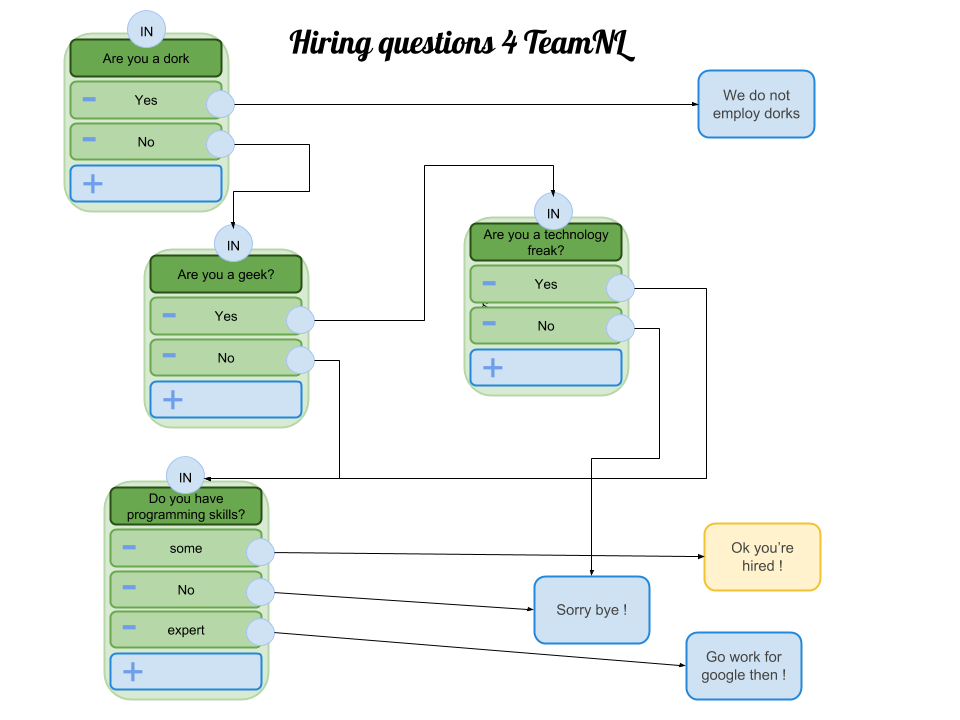 Hiring questions 4 TeamNL
IN
Are you a dork
Yes
No
We do not
employ dorks
IN
Are you a geek?
Yes
No
IN
Are you a technology
freak?
Yes
No
IN
Do you have
programming skills?
some
No
expert
Ok you're
hired !
Sorry bye !
Go work for
google then !